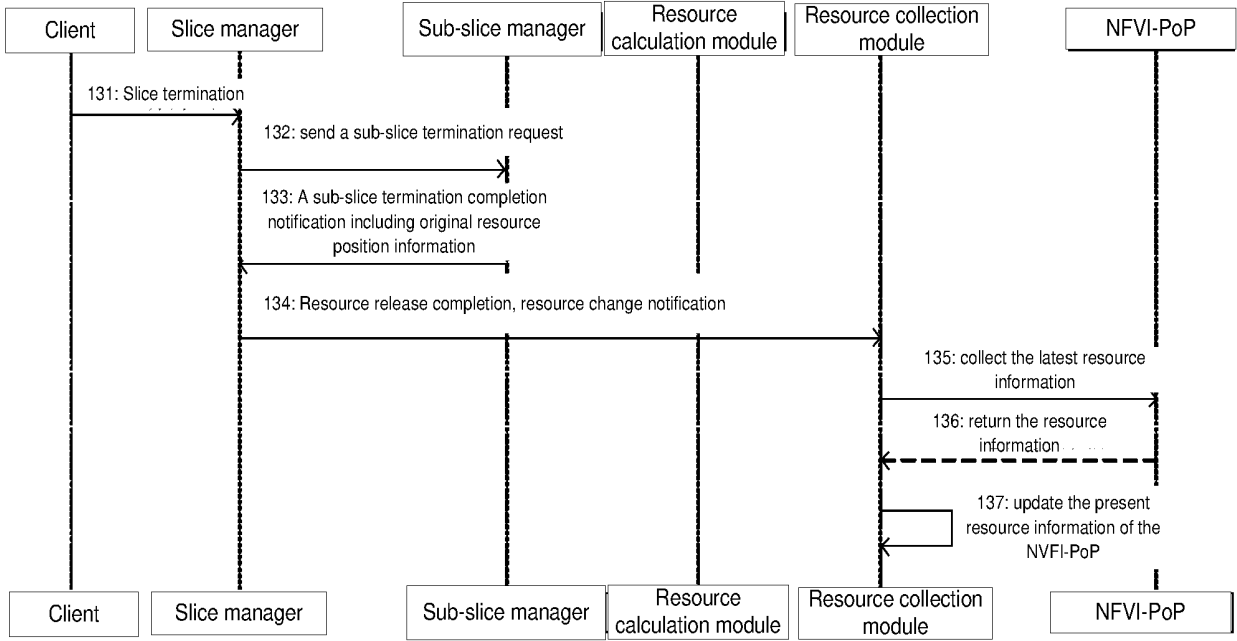 Client
Slice manager
Sub-slice manager
Resource
calculation module
Resource collection
module
NFVI-PoP
131: Slice termination
132: send a sub-slice termination request
133: A sub-slice termination completion
notification including original resource
position information
134: Resource release completion, resource change notification
135: collect the latest resource
information
136: return the resource
information
137: update the present
resource information of the
NVFI-PoP
Client
Slice manager
Sub-slice manager
Resource
calculation module
Resource collection
module
NFVI-PoP